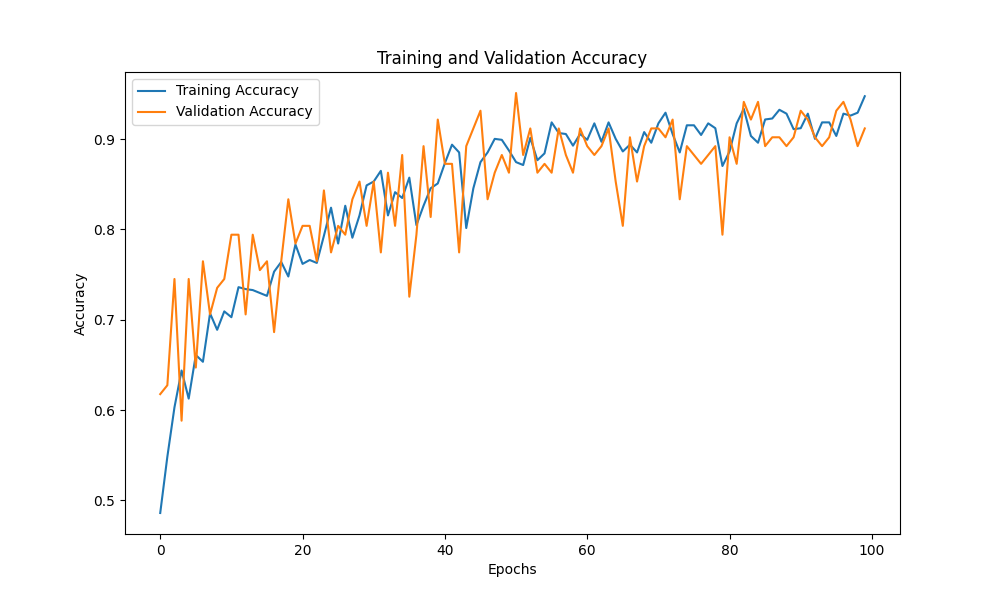 Training and Validation Accuracy
Training Accuracy
Validation Accuracy
0.9
0.8
0.7
0.6
0.5
Accuracy
0
20
40
60
80
100
Epochs